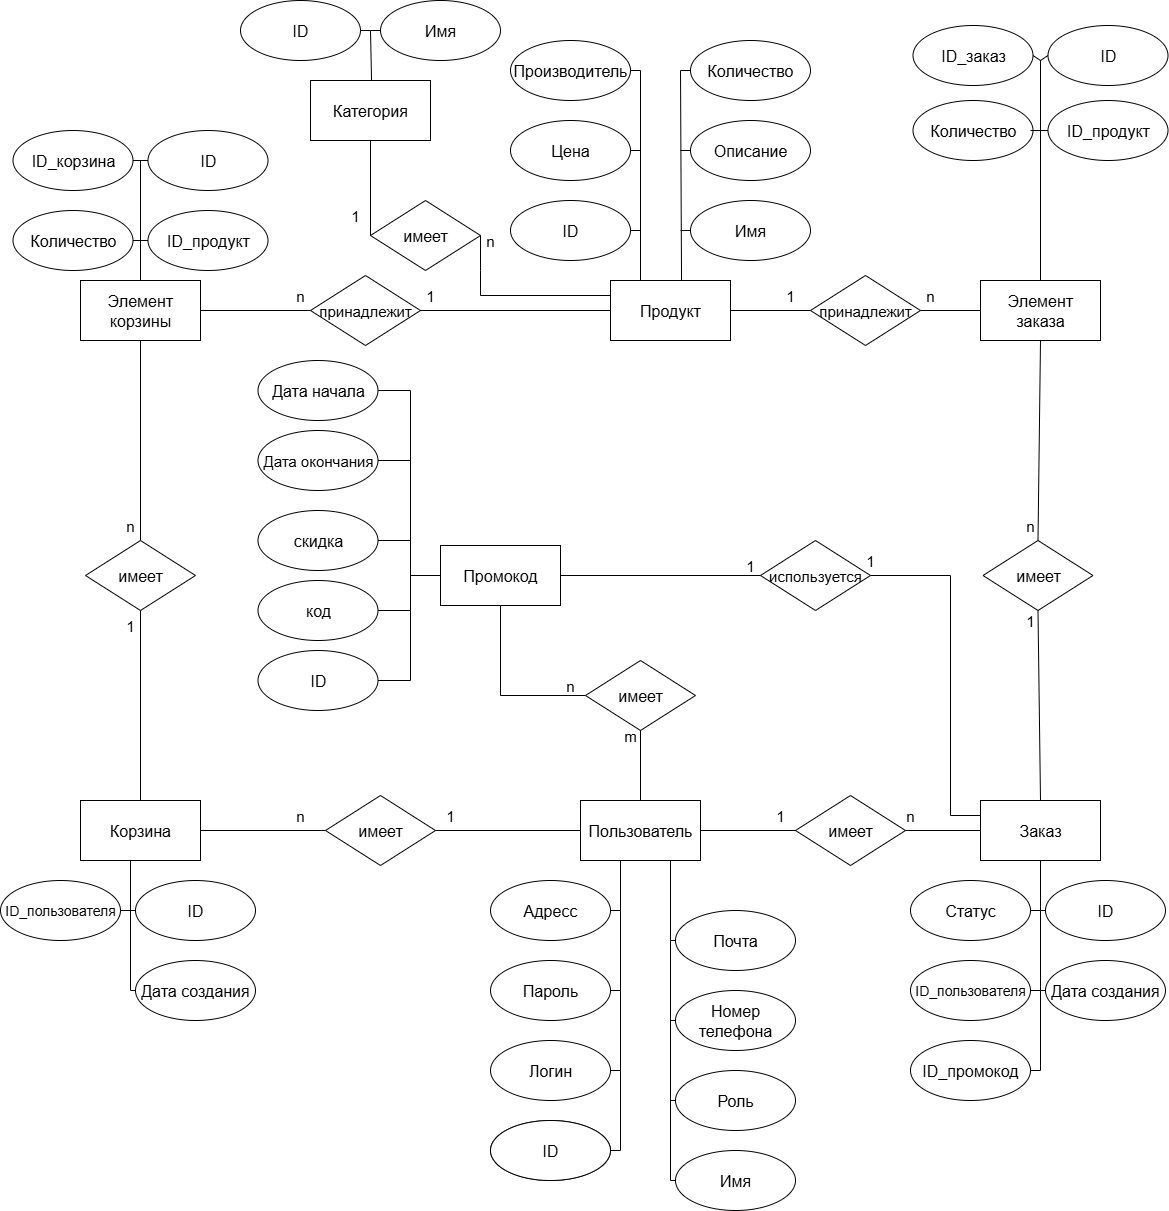 ID
Имя
Категория
1
имеет
n
Производитель
Количество
Цена
Описание
ID
Имя
Продукт
ID_заказ
ID
Количество
ID_продукт
Элемент
заказа
ID_корзина
ID
Количество
ID_продукт
Элемент
корзины
n
принадлежит
1
1
принадлежит
n
Дата начала
Дата окончания
скидка
код
ID
Промокод
1
используется
1
n
имеет
m
n
имеет
1
n
имеет
1
Корзина
n
имеет
1
Пользователь
1
имеет
n
Заказ
ID_пользователя
ID
Дата создания
Адресс
Пароль
Логин
ID
Почта
Номер
телефона
Роль
Имя
Статус
ID
ID_пользователя
Дата создания
ID_промокод